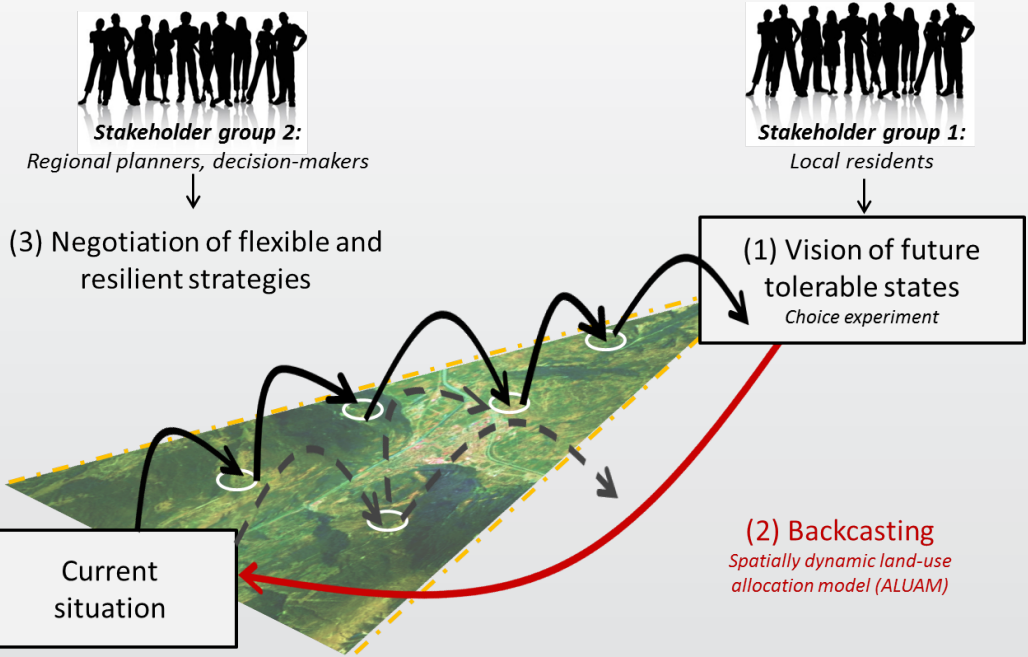 Stakeholder group 2:
Regional planners, decision-makers
(3) Negotiation of flexible and
resilient strategies
Stakeholder group 1:
Local residents
(1) Vision of future
tolerable states
Choice experiment
(2) Backcasting
Spatially dynamic land-use
allocation model (ALUAM)
Current
situation